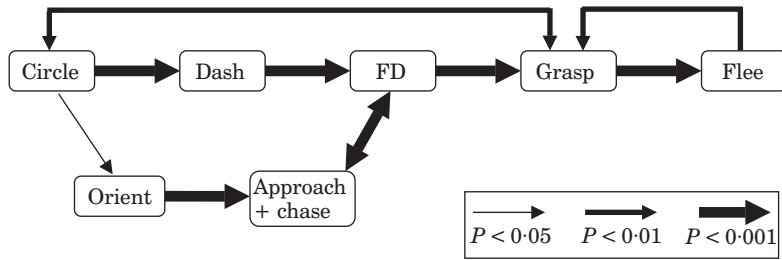 Circle
Dash
FD
Grasp
Flee
Orient
Approach
+ chase
P < 0·05
P < 0·01
P < 0·001